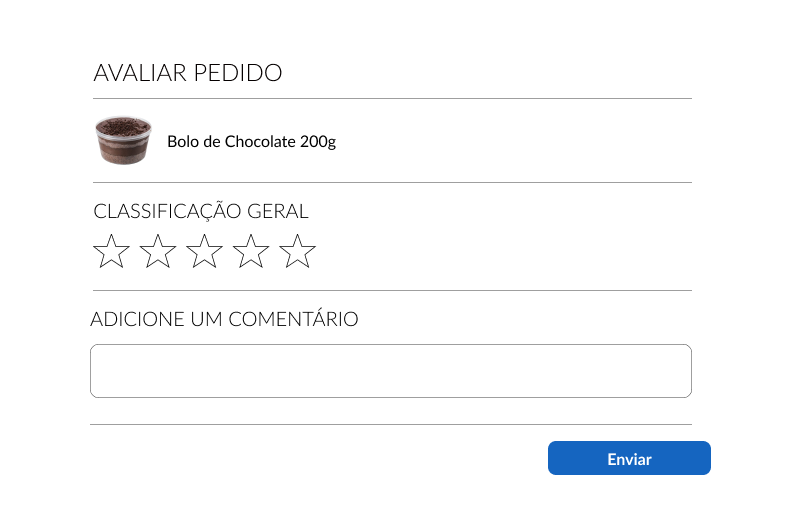 AVALIAR PEDIDO
Bolo de Chocolate 200g
CLASSIFICAÇÃO GERAL
ADICIONE UM COMENTÁRIO
Enviar